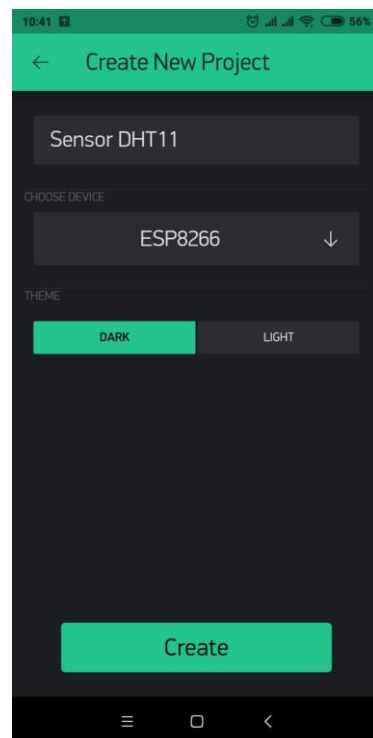 10:41 56%
Create New Project
Sensor DHT11
CHOOSE DEVICE
ESP8266
THEME
DARK LIGHT
Create